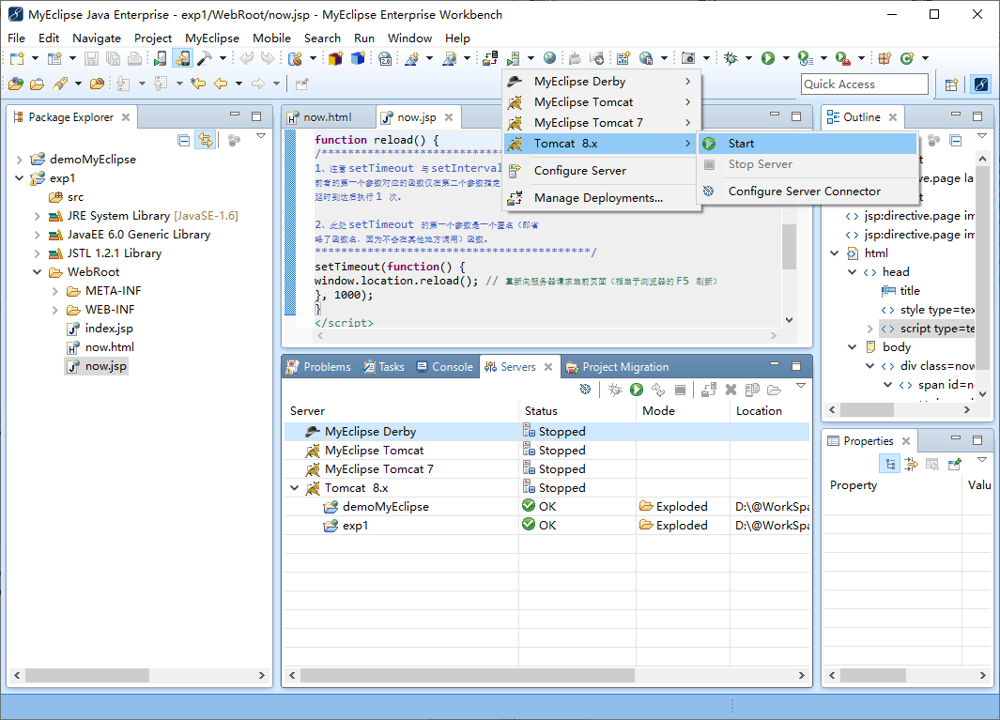 MyEclipse Java Enterprise - exp1/WebRoot/now.jsp - MyEclipse Enterprise Workbench
File Edit Navigate Project MyEclipse Mobile Search Run Window Help
Quick Access
MyEclipse Derby
MyEclipse Tomcat
MyEclipse Tomcat 7
Tomcat 8.x
Configure Server
Manage Deployments...
Start
Stop Server
Configure Server Connector
Package Explorer
demoMyEclipse
exp1
src
JRE System Library [JavaSE-1.6]
JavaEE 6.0 Generic Library
JSTL 1.2.1 Library
WebRoot
META-INF
WEB-INF
index.jsp
now.html
now.jsp
now.html
now.jsp
function reload() {
1、注意 setTimeout 与 setInterval
前者的第一个参数对应的函数仅在第二个参数指定
延时到达后执行 1 次。
2、此处 setTimeout 的第一个参数是一个匿名（即省
略了函数名，因为不会在其他地方调用）函数。
****************************************/
setTimeout(function() {
window.location.reload(); // 重新向服务器请求当前页面（相当于浏览器的 F5 刷新）
}, 1000);
}
</script>
Problems Tasks Console Servers Project Migration
Server Status Mode Location
MyEclipse Derby Stopped
MyEclipse Tomcat Stopped
MyEclipse Tomcat 7 Stopped
Tomcat 8.x Stopped
demoMyEclipse OK Exploded D:\@WorkSpa
exp1 OK Exploded D:\@WorkSpa
Outline
directive.page la
jsp:directive.page im
jsp:directive.page im
html
head
title
style type=tex
script type=te
body
div class=now
span id=n
Properties
Property Valu